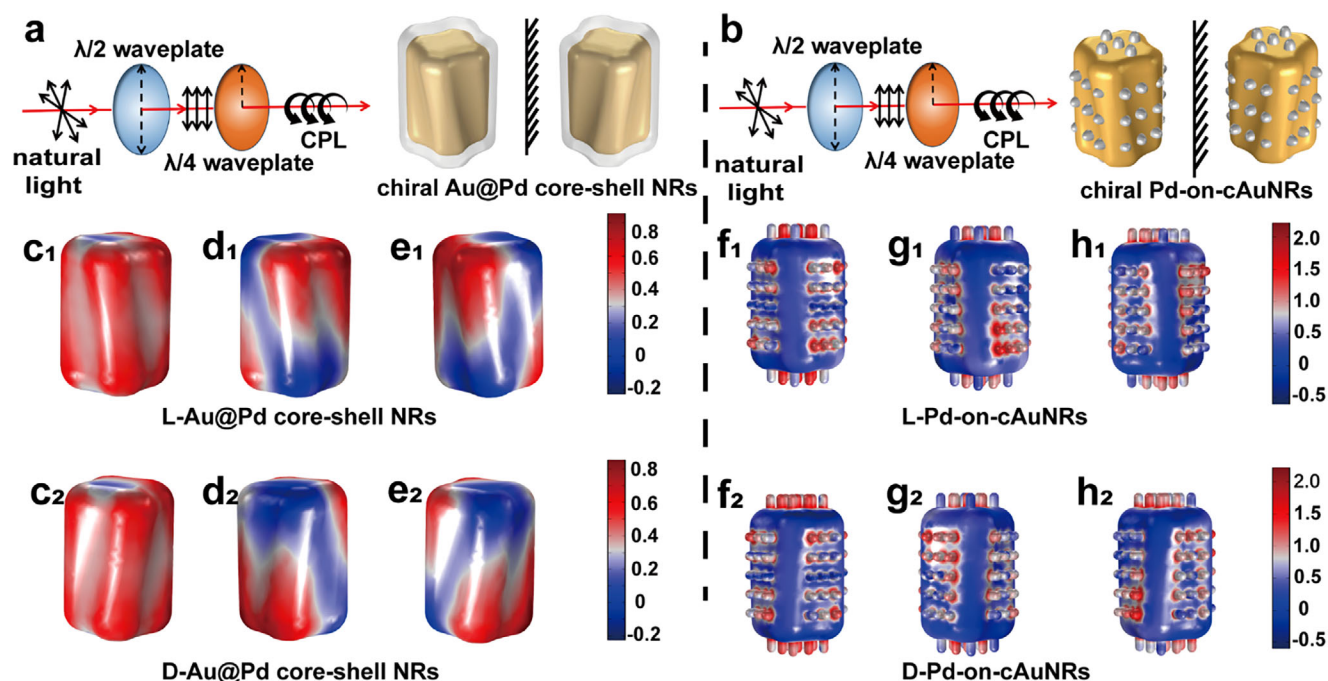 a
λ/2 waveplate
natural
light
λ/4 waveplate
CPL
chiral Au@Pd core-shell NRs
b
λ/2 waveplate
natural
light
λ/4 waveplate
CPL
chiral Pd-on-cAuNRs
c₁ d₁ e₁
0.8
0.6
0.4
0.2
0
-0.2
L-Au@Pd core-shell NRs
f₁ g₁ h₁
2.0
1.5
1.0
0.5
0
-0.5
L-Pd-on-cAuNRs
c₂ d₂ e₂
0.8
0.6
0.4
0.2
0
-0.2
D-Au@Pd core-shell NRs
f₂ g₂ h₂
2.0
1.5
1.0
0.5
0
-0.5
D-Pd-on-cAuNRs